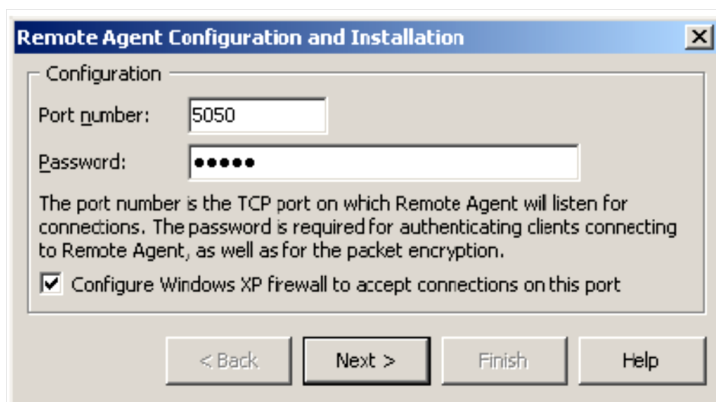 Remote Agent Configuration and Installation
Configuration
Port number: 5050
Password: •••••
The port number is the TCP port on which Remote Agent will listen for
connections. The password is required for authenticating clients connecting
to Remote Agent, as well as for the packet encryption.
Configure Windows XP firewall to accept connections on this port
< Back Next > Finish Help